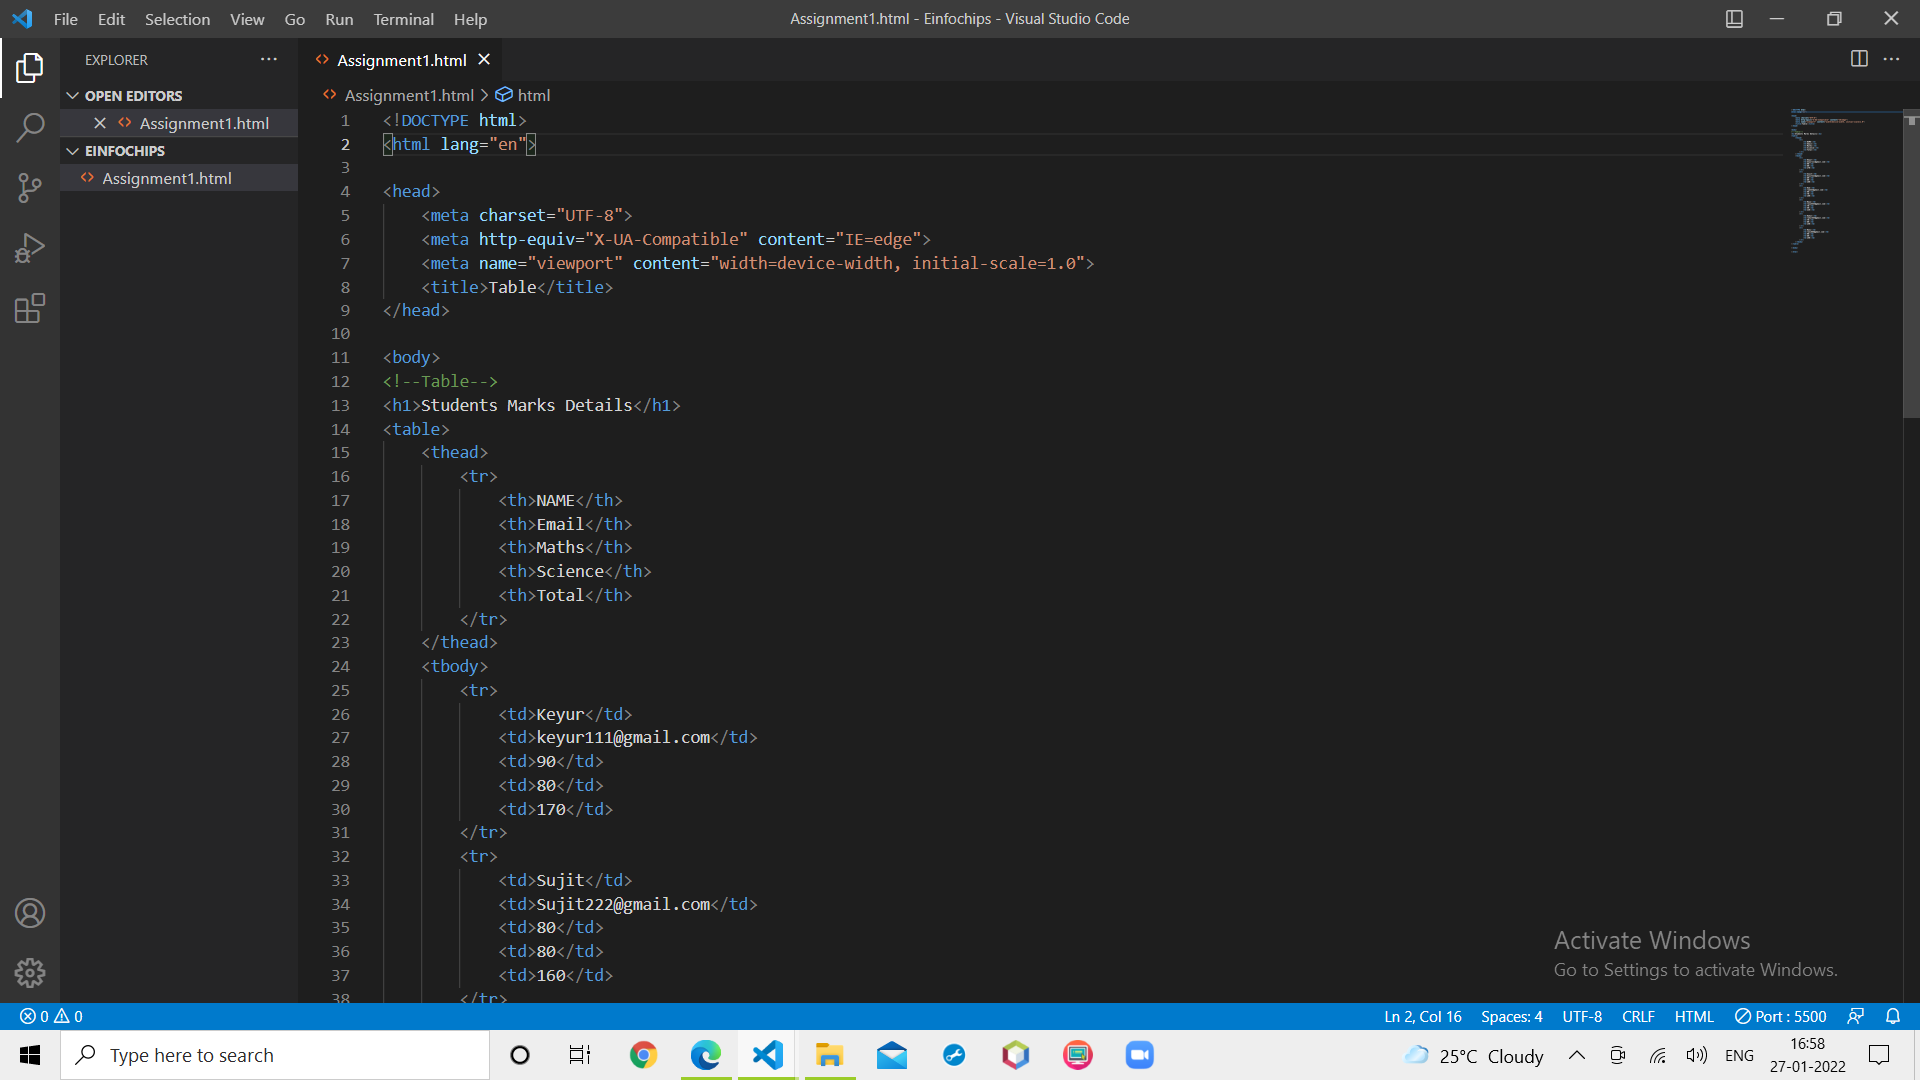 File Edit Selection View Go Run Terminal Help
Assignment1.html - Einfochips - Visual Studio Code
EXPLORER
OPEN EDITORS
Assignment1.html
EINFOCHIPS
Assignment1.html
Assignment1.html
Assignment1.html > html
1 <!DOCTYPE html>
2 <html lang="en">
3
4 <head>
5 <meta charset="UTF-8">
6 <meta http-equiv="X-UA-Compatible" content="IE=edge">
7 <meta name="viewport" content="width=device-width, initial-scale=1.0">
8 <title>Table</title>
9 </head>
10
11 <body>
12 <!--Table-->
13 <h1>Students Marks Details</h1>
14 <table>
15 <thead>
16 <tr>
17 <th>NAME</th>
18 <th>Email</th>
19 <th>Maths</th>
20 <th>Science</th>
21 <th>Total</th>
22 </tr>
23 </thead>
24 <tbody>
25 <tr>
26 <td>Keyur</td>
27 <td>keyur111@gmail.com</td>
28 <td>90</td>
29 <td>80</td>
30 <td>170</td>
31 </tr>
32 <tr>
33 <td>Sujit</td>
34 <td>Sujit222@gmail.com</td>
35 <td>80</td>
36 <td>80</td>
37 <td>160</td>
38 </tr>
Activate Windows
Go to Settings to activate Windows.
0 0
Ln 2, Col 16 Spaces: 4 UTF-8 CRLF HTML Port : 5500
Type here to search
25°C Cloudy
ENG
16:58
27-01-2022